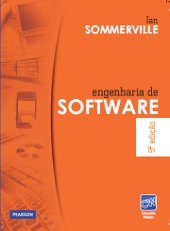 Ian
SOMMERVILLE
engenharia de
SOFTWARE
9ª edição
PEARSON